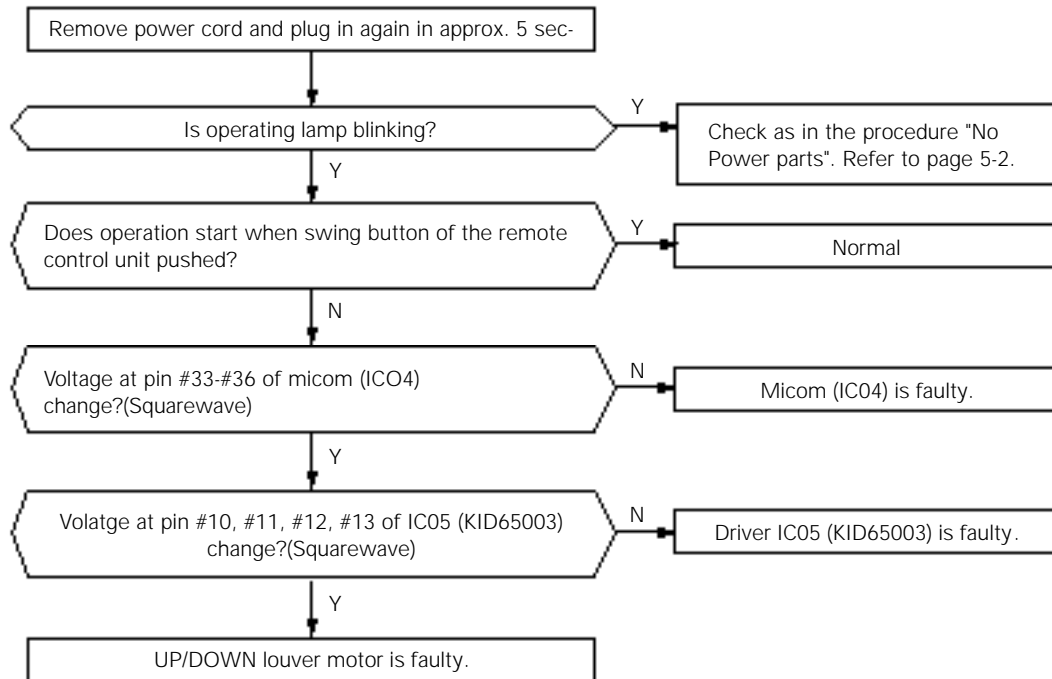 Remove power cord and plug in again in approx. 5 sec-
Is operating lamp blinking?
Y
Check as in the procedure "No
Power parts". Refer to page 5-2.
Y
Does operation start when swing button of the remote
control unit pushed?
Y
Normal
N
Voltage at pin #33-#36 of micom (ICO4)
change?(Squarewave)
N
Micom (IC04) is faulty.
Y
Volatge at pin #10, #11, #12, #13 of IC05 (KID65003)
change?(Squarewave)
N
Driver IC05 (KID65003) is faulty.
Y
UP/DOWN louver motor is faulty.